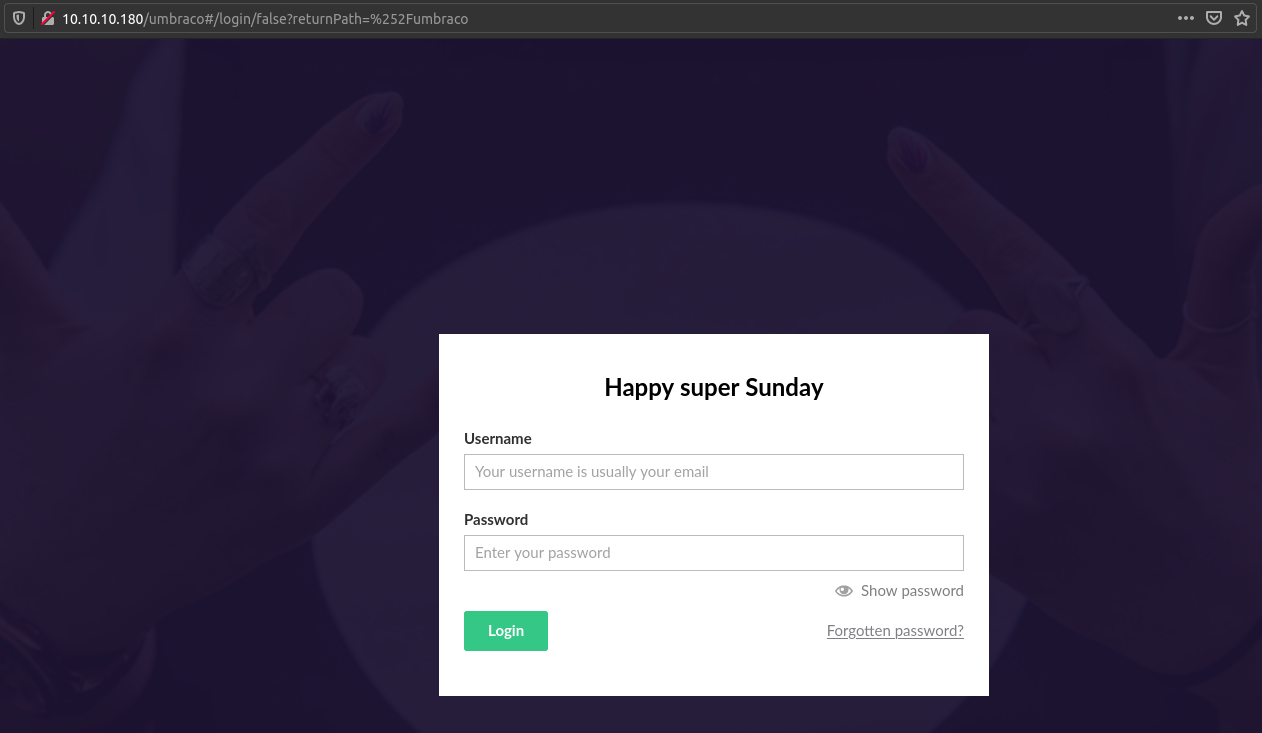 10.10.10.180/umbraco#/login/false?returnPath=%252Fumbraco
Happy super Sunday
Username
Your username is usually your email
Password
Enter your password
Show password
Login
Forgotten password?